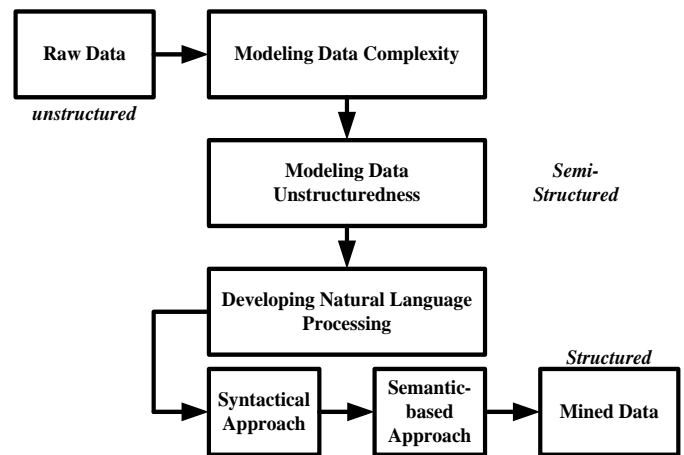 Raw Data
Modeling Data Complexity
unstructured
Modeling Data
Unstructuredness
Semi-
Structured
Developing Natural Language
Processing
Structured
Syntactical
Approach
Semantic-
based
Approach
Mined Data